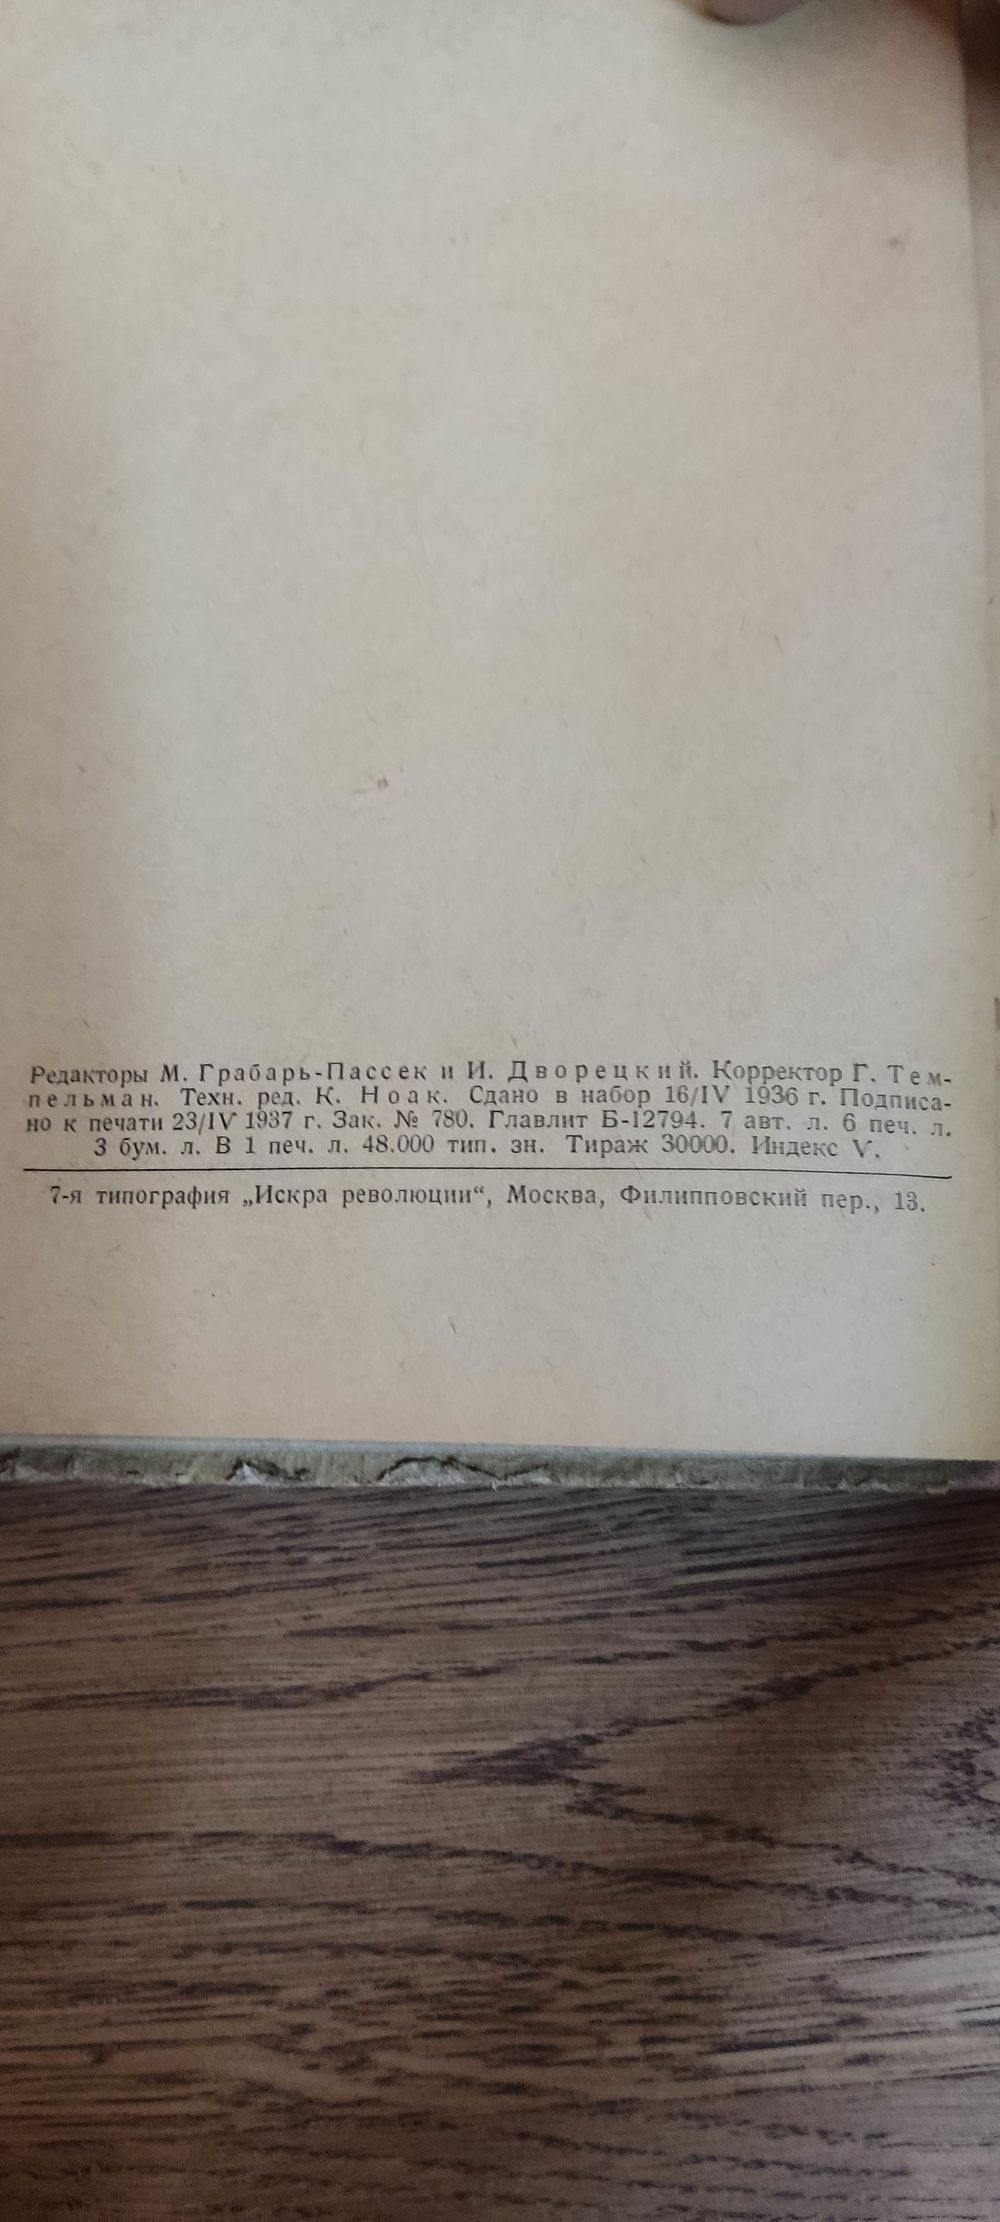 Редакторы М. Грабарь-Пассек и И. Дворецкий. Корректор Г. Тем-
пельман. Техн. ред. К. Ноак. Сдано в набор 16/IV 1936 г. Подписа-
но к печати 23/IV 1937 г. Зак. № 780. Главлит Б-12794. 7 авт. л. 6 печ. л.
3 бум. л. В 1 печ. л. 48.000 тип. зн. Тираж 30000. Индекс V.
7-я типография „Искра революции“, Москва, Филипповский пер., 13.